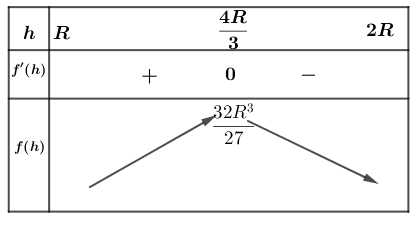 h R 4R/3 2R
f′(h) + 0 −
f(h) 32R³/27